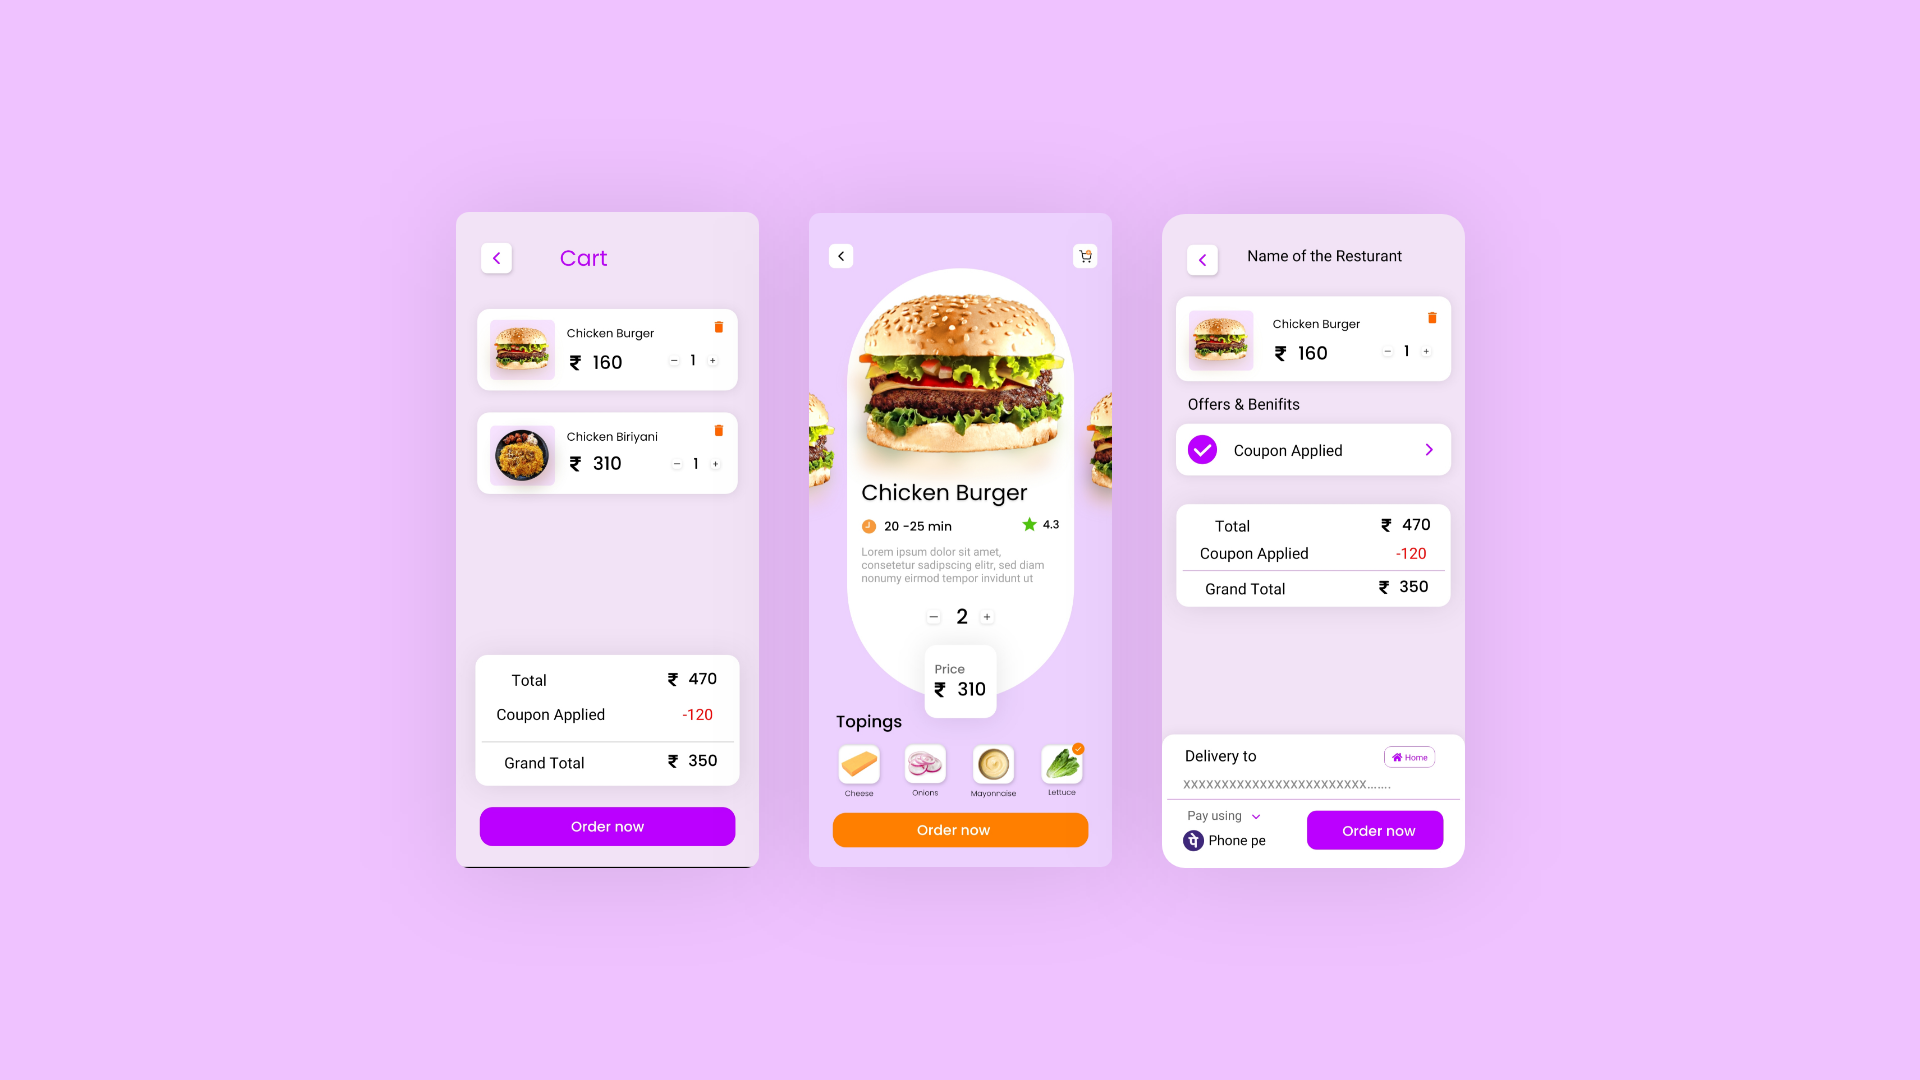 Cart
Chicken Burger
₹ 160
− 1 +
Chicken Biriyani
₹ 310
− 1 +
Total ₹ 470
Coupon Applied -120
Grand Total ₹ 350
Order now
Chicken Burger
20 -25 min 4.3
Lorem ipsum dolor sit amet,
consetetur sadipscing elitr, sed diam
nonumy eirmod tempor invidunt ut
− 2 +
Price
₹ 310
Topings
Cheese Onions Mayonnaise Lettuce
Order now
Name of the Resturant
Chicken Burger
₹ 160
− 1 +
Offers & Benifits
Coupon Applied
Total ₹ 470
Coupon Applied -120
Grand Total ₹ 350
Delivery to Home
XXXXXXXXXXXXXXXXXXXXXXXX.......
Pay using
पे Phone pe
Order now